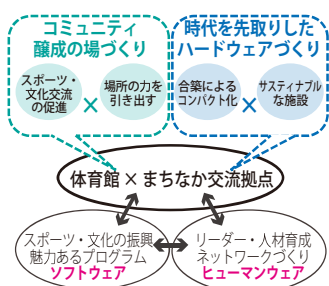 コミュニティ
醸成の場づくり
スポーツ・
文化交流
の促進
×
場所の力を
引き出す
時代を先取りした
ハードウェアづくり
合築による
コンパクト化
×
サスティナブル
な施設
体育館×まちなか交流拠点
スポーツ・文化の振興
魅力あるプログラム
ソフトウェア
リーダー・人材育成
ネットワークづくり
ヒューマンウェア